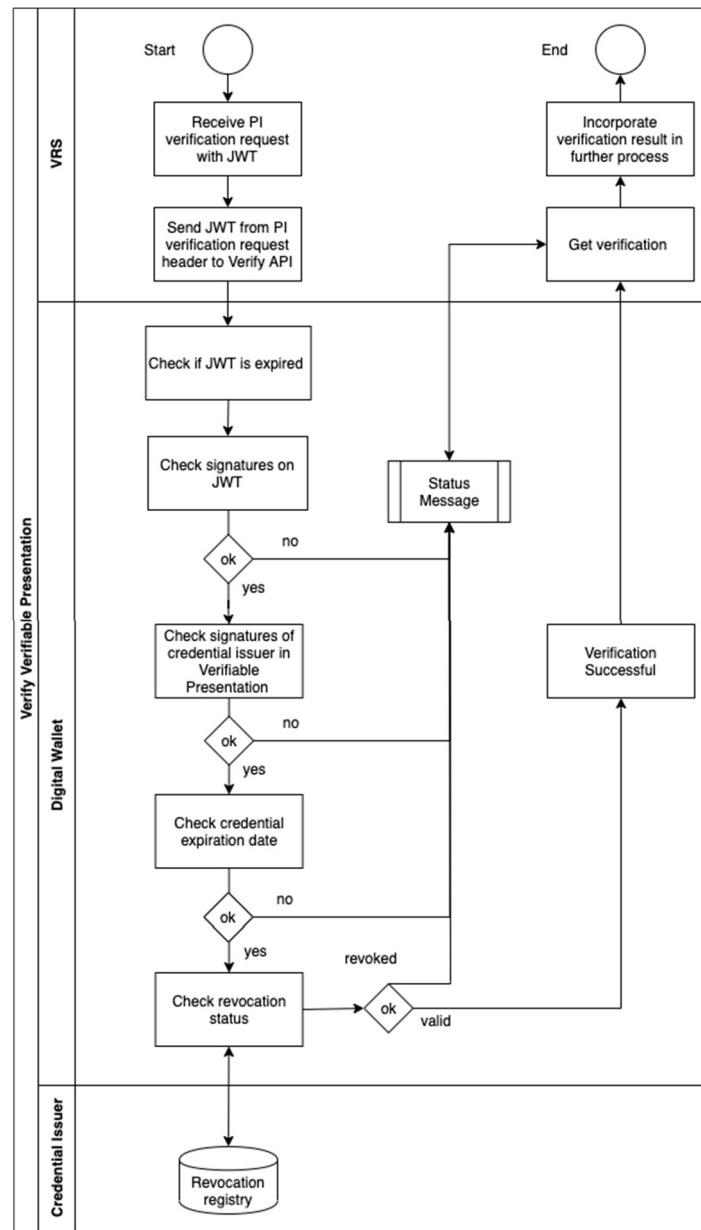 Verify Verifiable Presentation
VRS
Start
End
Receive PI
verification request
with JWT
Incorporate
verification result in
further process
Send JWT from PI
verification request
header to Verify API
Get verification
Digital Wallet
Check if JWT is expired
Check signatures on
JWT
Status
Message
ok
no
yes
Check signatures of
credential issuer in
Verifiable
Presentation
Verification
Successful
ok
no
yes
Check credential
expiration date
ok
no
yes
revoked
Check revocation
status
ok
valid
Credential Issuer
Revocation
registry